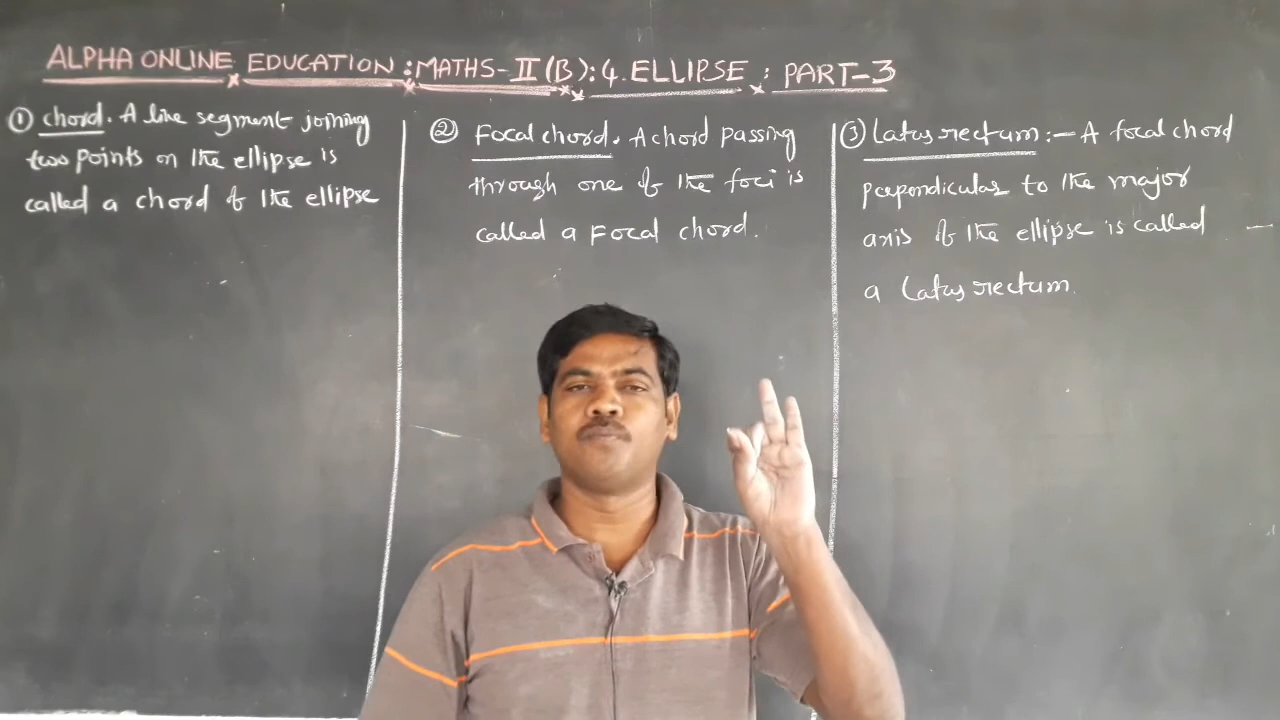 ALPHA ONLINE EDUCATION : MATHS-II(B): 4. ELLIPSE : PART-3
① chord. A line segment joining
two points on the ellipse is
called a chord of the ellipse
② Focal chord. A chord passing
through one of the foci is
called a Focal chord.
③ Latus rectum :- A focal chord
perpendicular to the major
axis of the ellipse is called
a Latus rectum.